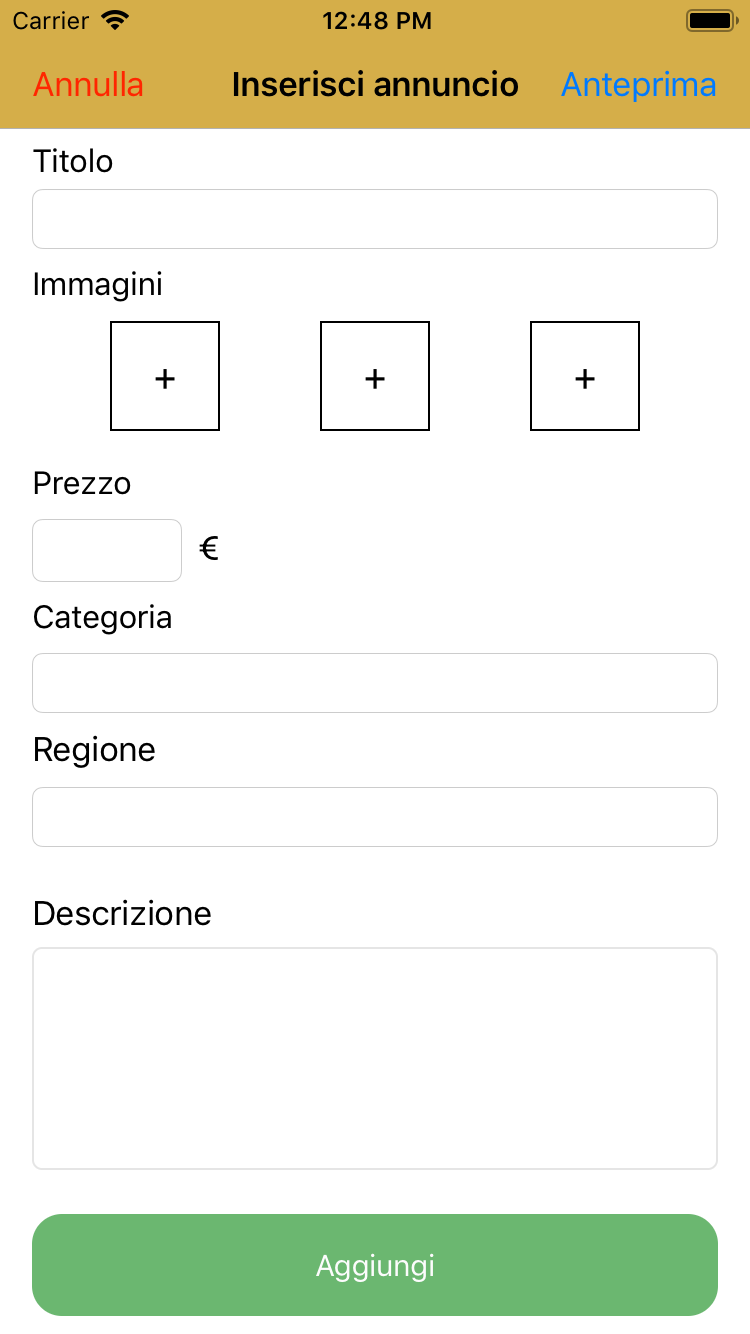 Carrier 12:48 PM
Annulla Inserisci annuncio Anteprima
Titolo
Immagini
+ + +
Prezzo
€
Categoria
Regione
Descrizione
Aggiungi